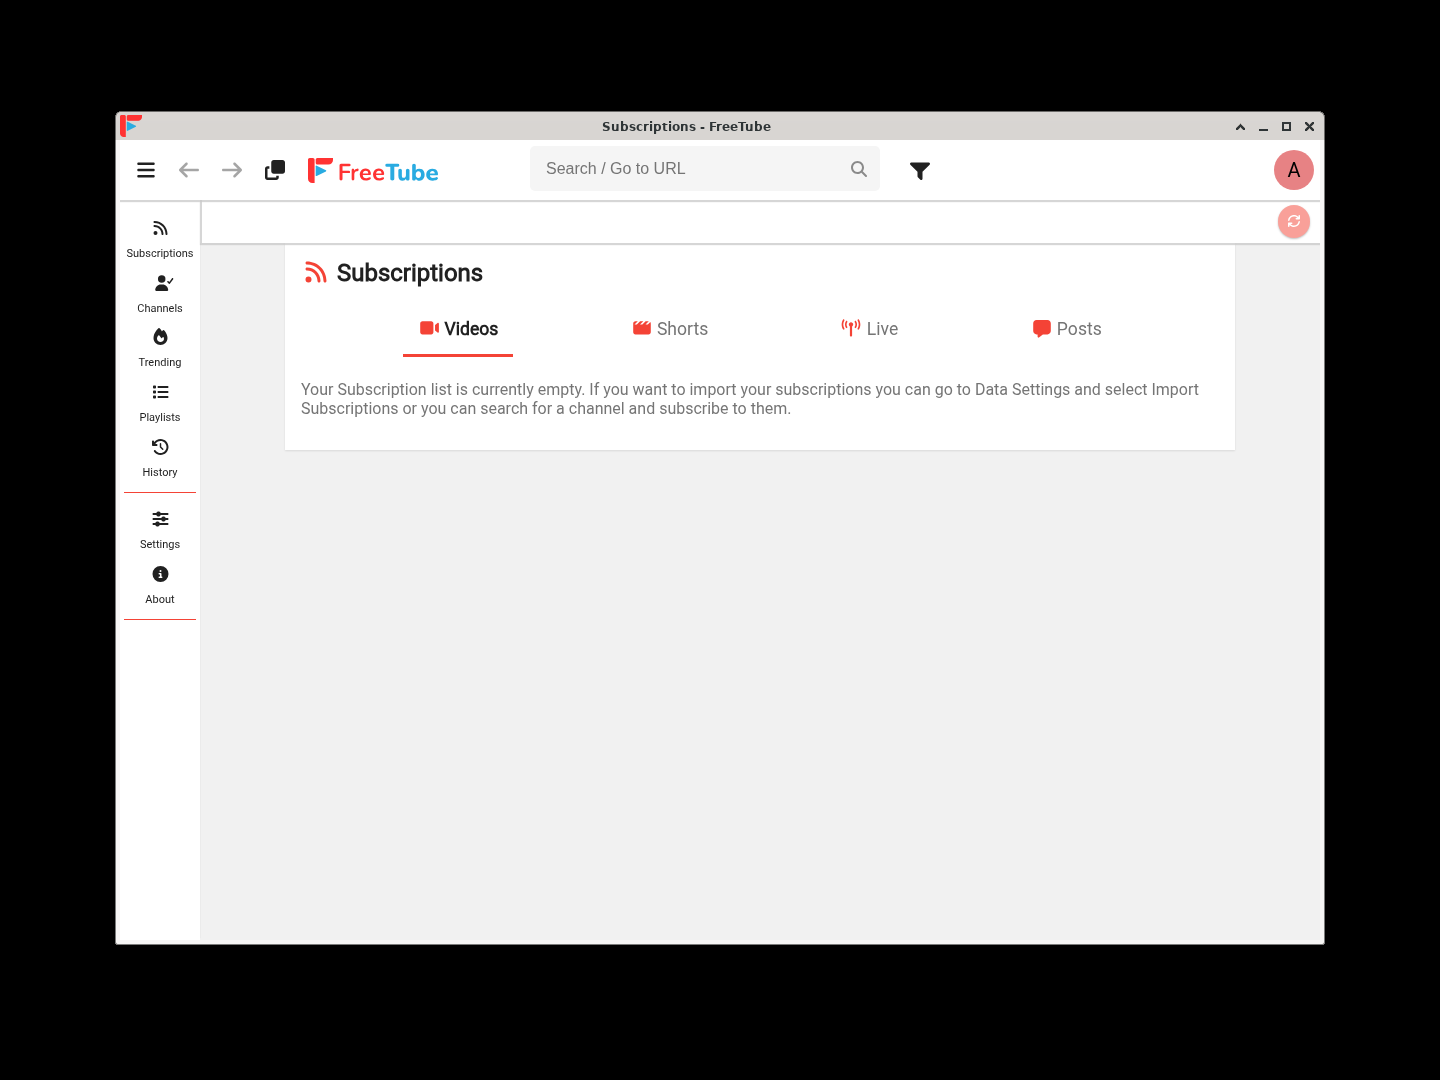 Subscriptions - FreeTube
FreeTube
Search / Go to URL
A
Subscriptions
Channels
Trending
Playlists
History
Settings
About
Subscriptions
Videos
Shorts
Live
Posts
Your Subscription list is currently empty. If you want to import your subscriptions you can go to Data Settings and select Import
Subscriptions or you can search for a channel and subscribe to them.